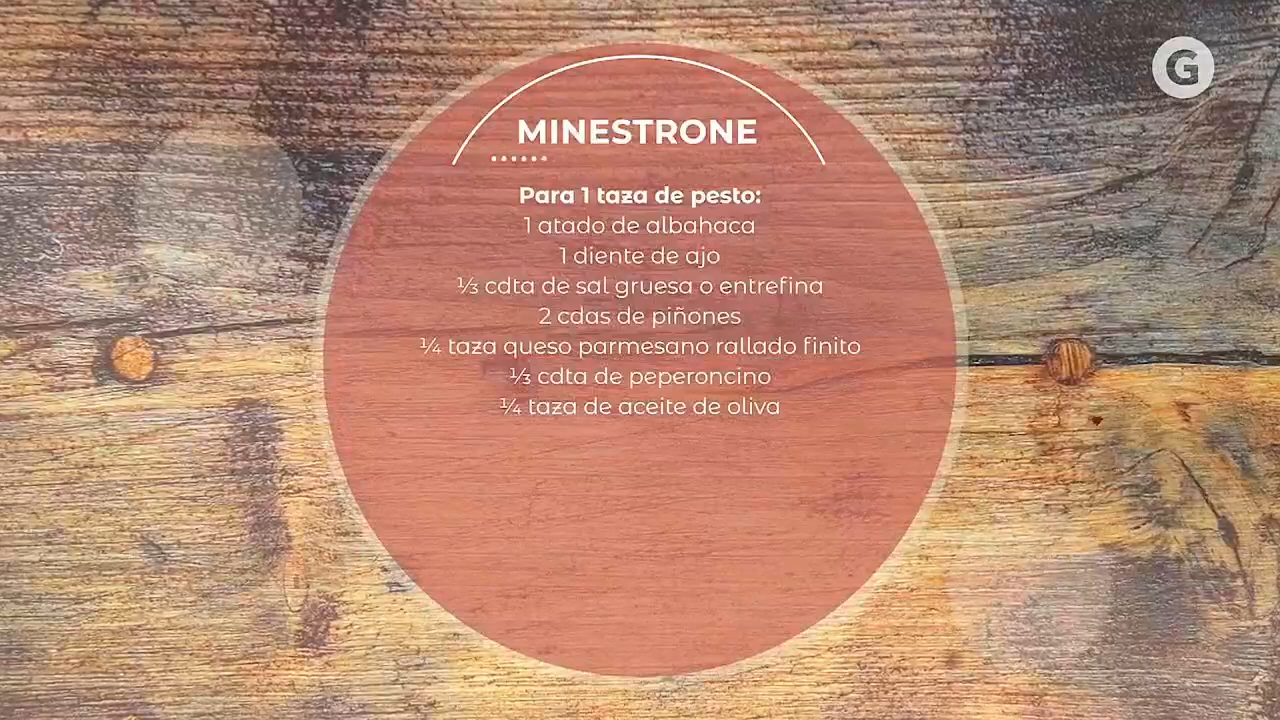 G
MINESTRONE
Para 1 taza de pesto:
1 atado de albahaca
1 diente de ajo
⅓ cdta de sal gruesa o entrefina
2 cdas de piñones
¼ taza queso parmesano rallado finito
⅓ cdta de peperoncino
¼ taza de aceite de oliva